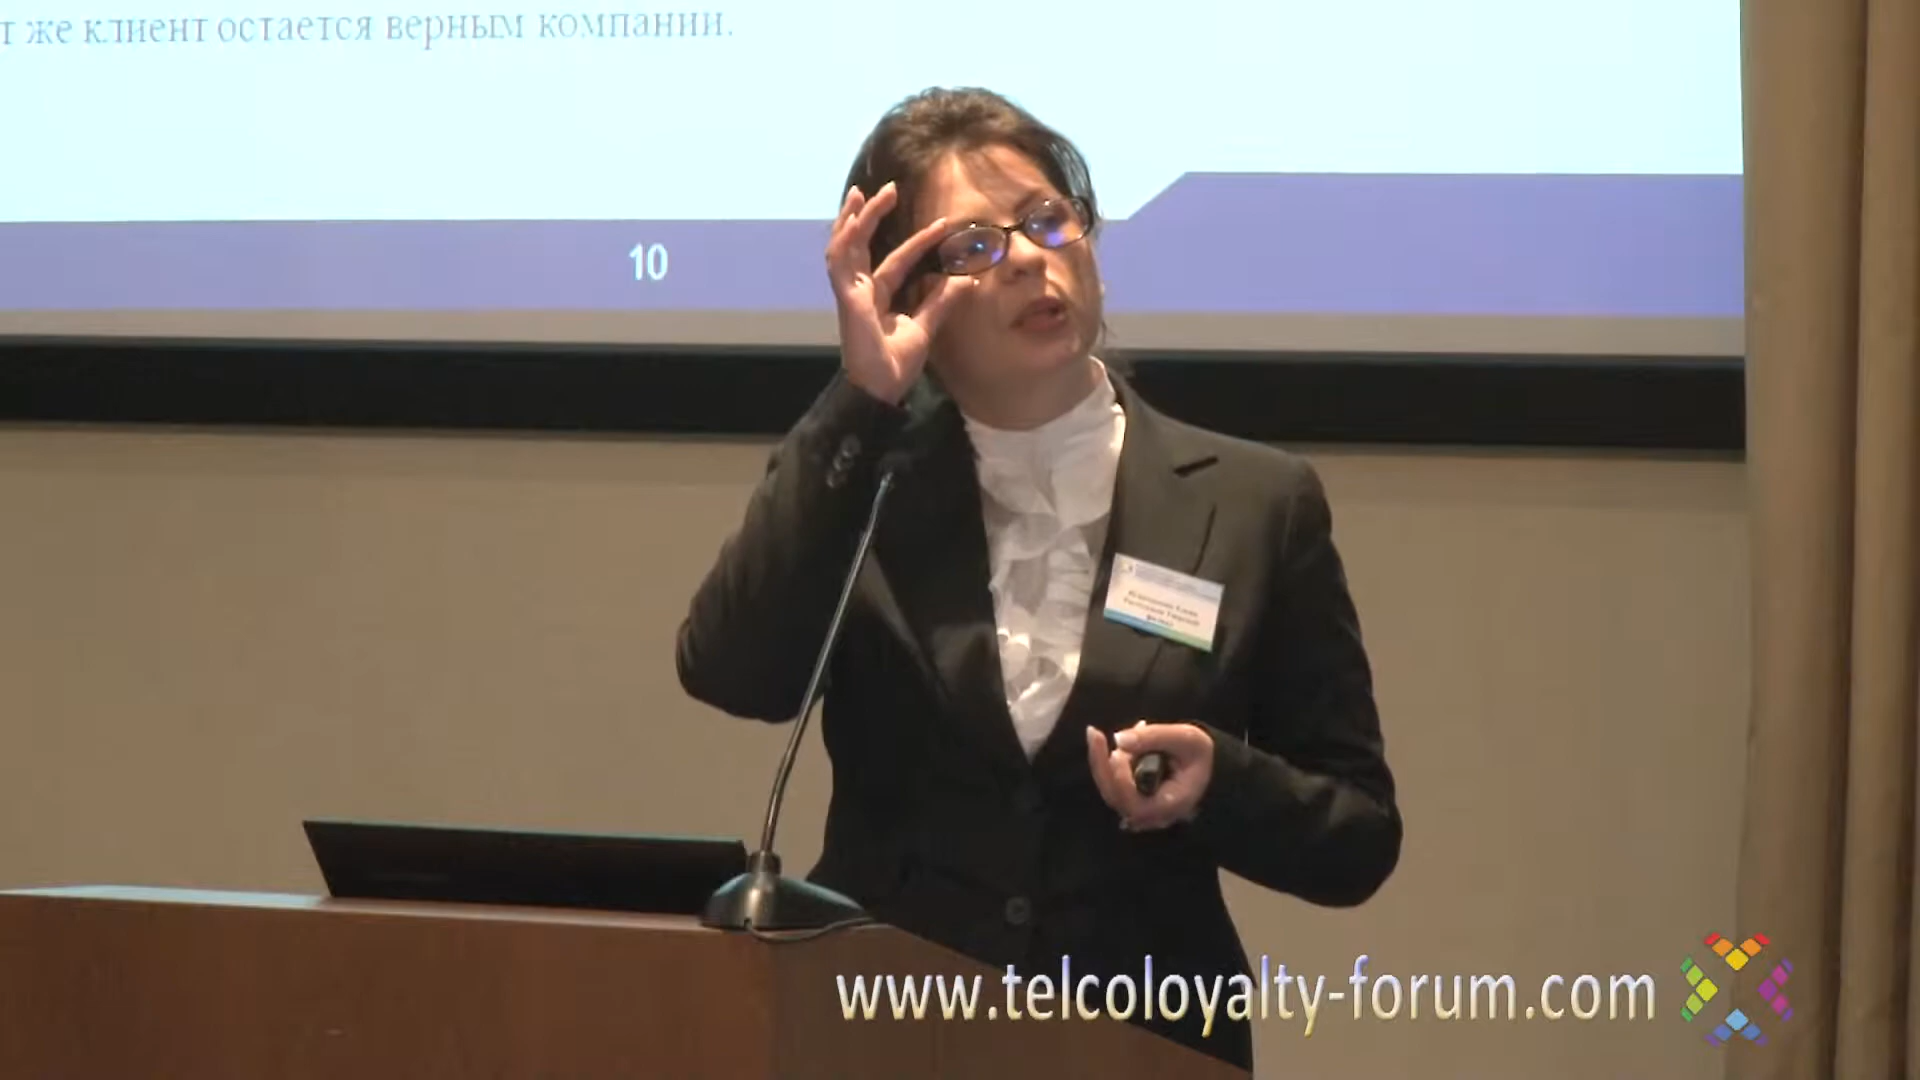 т же клиент остается верным компании.
10
www.telcoloyalty-forum.com